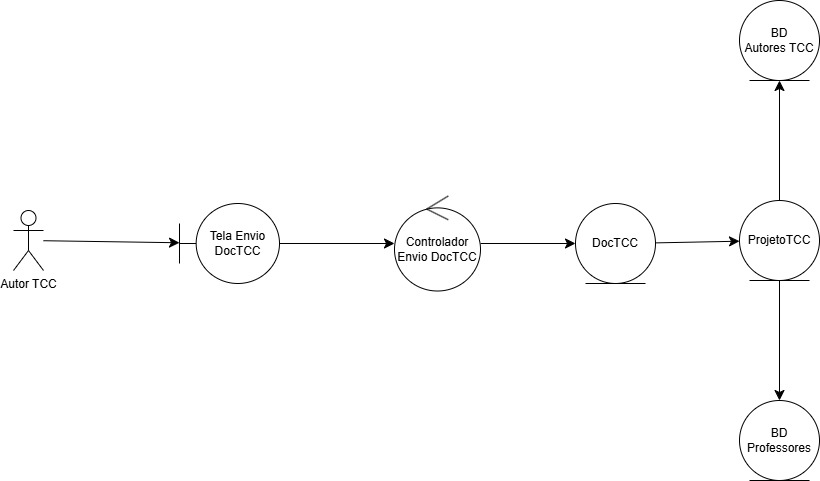 BD
Autores TCC
Tela Envio
DocTCC
Controlador
Envio DocTCC
DocTCC
ProjetoTCC
Autor TCC
BD
Professores